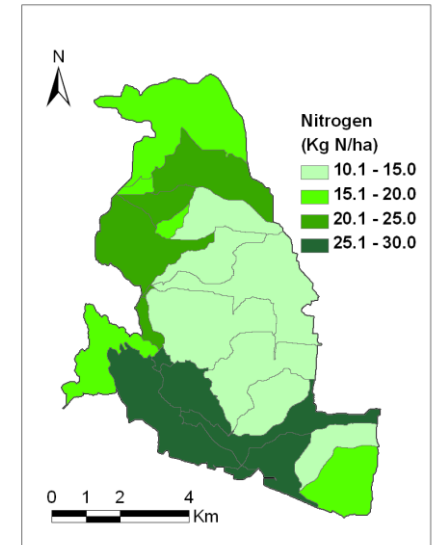 N
Nitrogen
(Kg N/ha)
10.1 - 15.0
15.1 - 20.0
20.1 - 25.0
25.1 - 30.0
0 1 2 4
Km